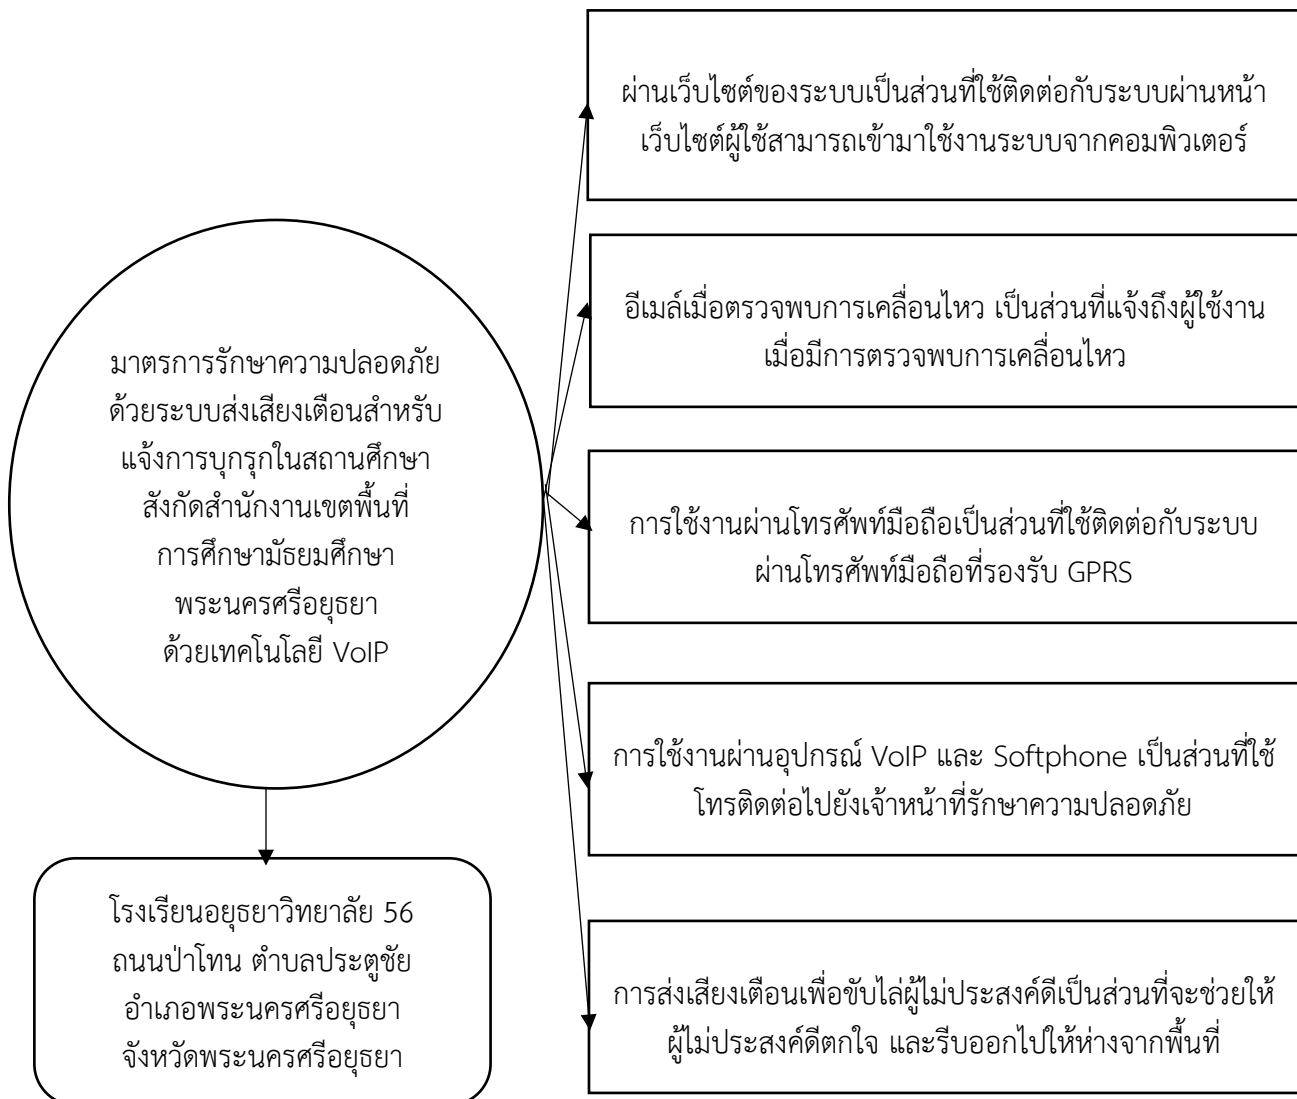 ผ่านเว็บไซต์ของระบบเป็นส่วนที่ใช้ติดต่อกับระบบผ่านหน้า
เว็บไซต์ผู้ใช้สามารถเข้ามาใช้งานระบบจากคอมพิวเตอร์
อีเมล์เมื่อตรวจพบการเคลื่อนไหว เป็นส่วนที่แจ้งถึงผู้ใช้งาน
เมื่อมีการตรวจพบการเคลื่อนไหว
มาตรการรักษาความปลอดภัย
ด้วยระบบส่งเสียงเตือนสำหรับ
แจ้งการบุกรุกในสถานศึกษา
สังกัดสำนักงานเขตพื้นที่
การศึกษามัธยมศึกษา
พระนครศรีอยุธยา
ด้วยเทคโนโลยี VoIP
การใช้งานผ่านโทรศัพท์มือถือเป็นส่วนที่ใช้ติดต่อกับระบบ
ผ่านโทรศัพท์มือถือที่รองรับ GPRS
การใช้งานผ่านอุปกรณ์ VoIP และ Softphone เป็นส่วนที่ใช้
โทรติดต่อไปยังเจ้าหน้าที่รักษาความปลอดภัย
โรงเรียนอยุธยาวิทยาลัย 56
ถนนป่าโทน ตำบลประตูชัย
อำเภอพระนครศรีอยุธยา
จังหวัดพระนครศรีอยุธยา
การส่งเสียงเตือนเพื่อขับไล่ผู้ไม่ประสงค์ดีเป็นส่วนที่จะช่วยให้
ผู้ไม่ประสงค์ดีตกใจ และรีบออกไปให้ห่างจากพื้นที่